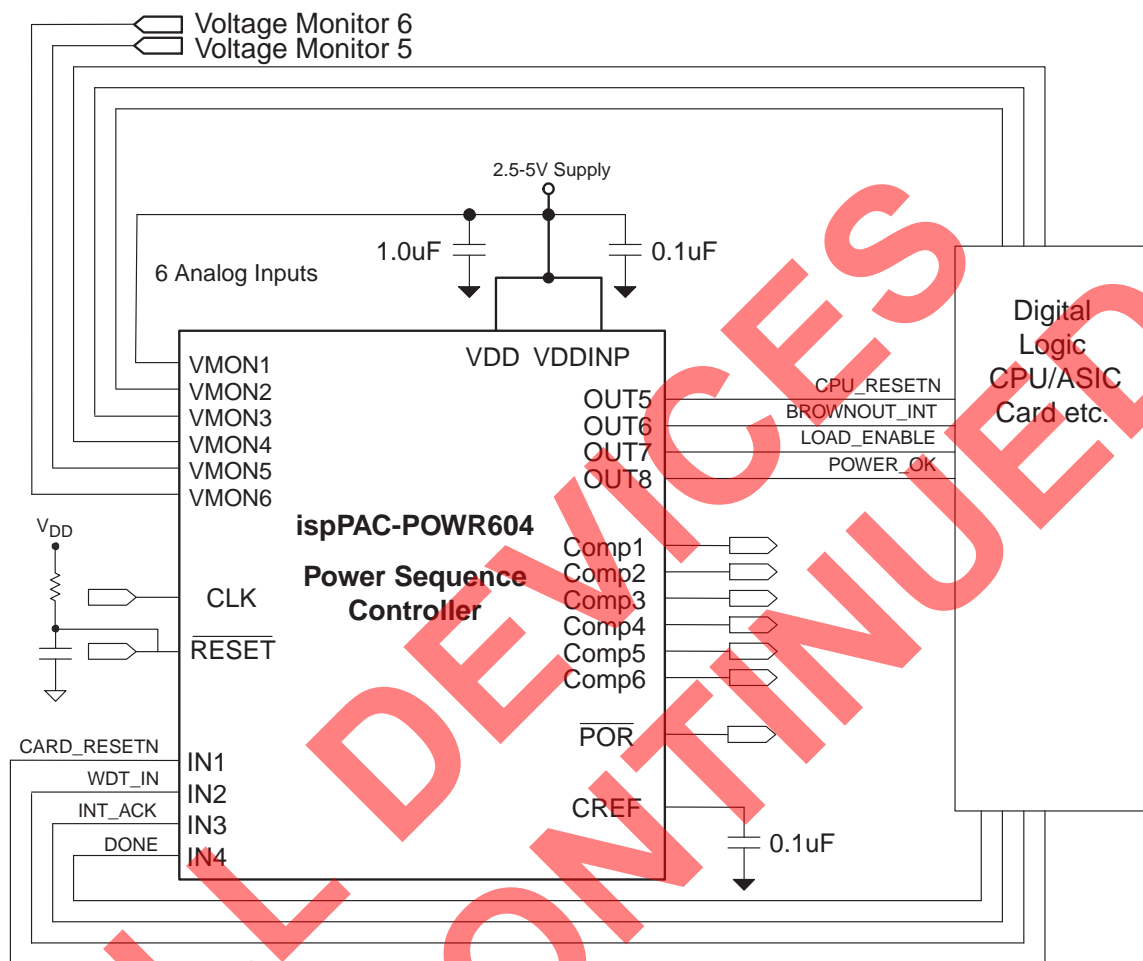 Voltage Monitor 6
Voltage Monitor 5
2.5-5V Supply
1.0uF
0.1uF
6 Analog Inputs
VDD VDDINP
VMON1
VMON2
VMON3
VMON4
VMON5
VMON6
OUT5
OUT6
OUT7
OUT8
CPU_RESETN
BROWNOUT_INT
LOAD_ENABLE
POWER_OK
Digital
Logic
CPU/ASIC
Card etc.
ispPAC-POWR604
Power Sequence
Controller
VDD
CLK
RESET
Comp1
Comp2
Comp3
Comp4
Comp5
Comp6
POR
CREF
0.1uF
CARD_RESETN
WDT_IN
INT_ACK
DONE
IN1
IN2
IN3
IN4
L DEVICES
ONTINUED